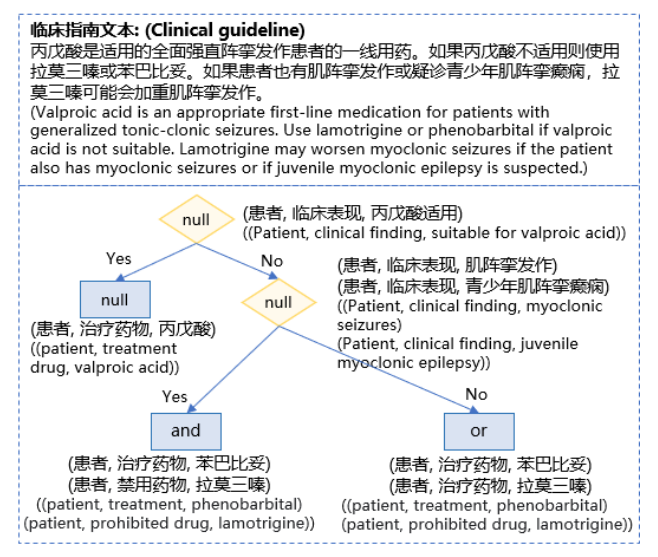 临床指南文本: (Clinical guideline)
丙戊酸是适用的全面强直阵挛发作患者的一线用药。如果丙戊酸不适用则使用
拉莫三嗪或苯巴比妥。如果患者也有肌阵挛发作或疑诊青少年肌阵挛癫痫，拉
莫三嗪可能会加重肌阵挛发作。
(Valproic acid is an appropriate first-line medication for patients with
generalized tonic-clonic seizures. Use lamotrigine or phenobarbital if valproic
acid is not suitable. Lamotrigine may worsen myoclonic seizures if the patient
also has myoclonic seizures or if juvenile myoclonic epilepsy is suspected.)
null
(患者, 临床表现, 丙戊酸适用)
((Patient, clinical finding, suitable for valproic acid))
Yes
No
null
(患者, 治疗药物, 丙戊酸)
((patient, treatment
drug, valproic acid))
null
(患者, 临床表现, 肌阵挛发作)
(患者, 临床表现, 青少年肌阵挛癫痫)
((Patient, clinical finding, myoclonic
seizures)
(Patient, clinical finding, juvenile
myoclonic epilepsy))
Yes
No
and
(患者, 治疗药物, 苯巴比妥)
(患者, 禁用药物, 拉莫三嗪)
((patient, treatment, phenobarbital)
(patient, prohibited drug, lamotrigine))
or
(患者, 治疗药物, 苯巴比妥)
(患者, 治疗药物, 拉莫三嗪)
((patient, treatment, phenobarbital)
(patient, prohibited drug, lamotrigine))